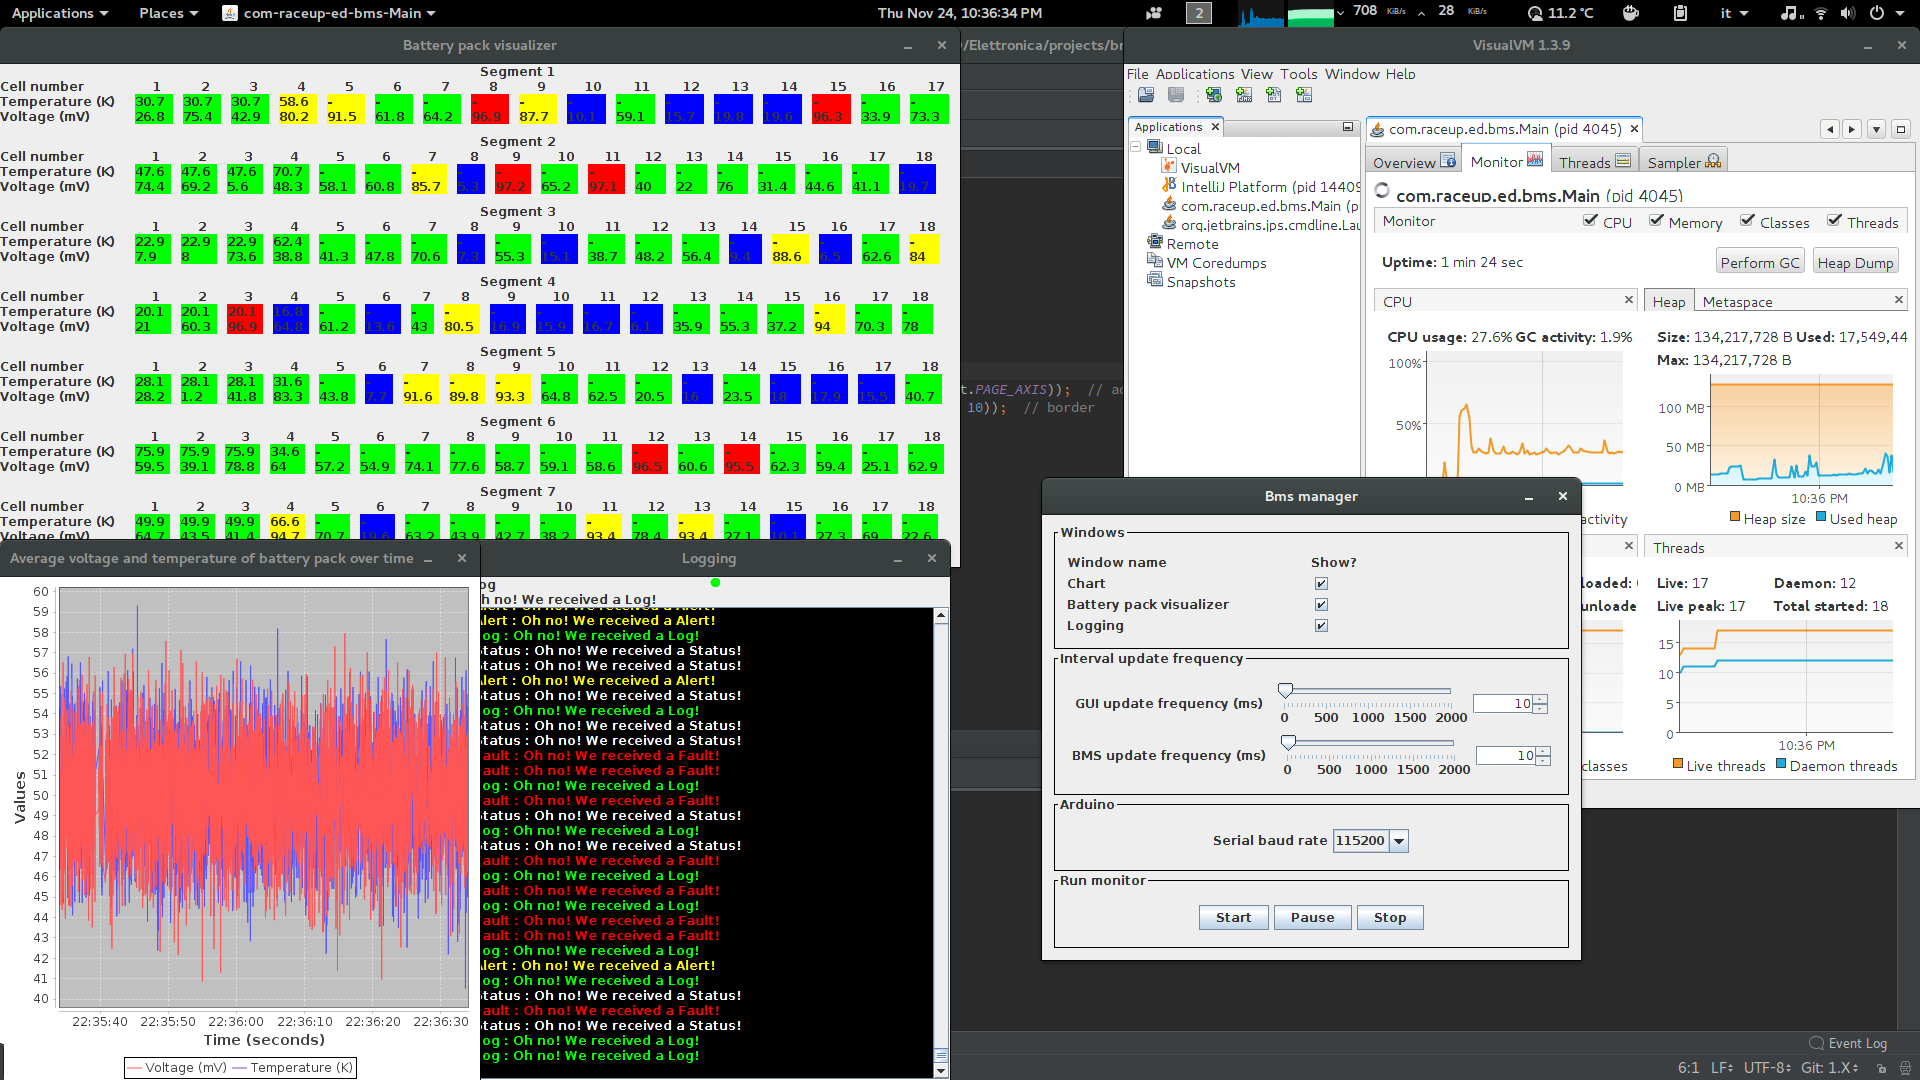 Applications Places com-raceup-ed-bms-Main Thu Nov 24, 10:36:34 PM 2 708 KiB/s 28 KiB/s 11.2 °C it
Battery pack visualizer
Segment 1
Cell number 1 2 3 4 5 6 7 8 9 10 11 12 13 14 15 16 17
Temperature (K) 30.7 30.7 30.7 58.6 - - - - - - - - - - - - -
Voltage (mV) 26.8 75.4 42.9 80.2 91.5 61.8 64.2 96.9 87.7 10.1 59.1 15.7 19.8 19.6 96.3 33.9 73.3
Segment 2
Cell number 1 2 3 4 5 6 7 8 9 10 11 12 13 14 15 16 17 18
Temperature (K) 47.6 47.6 47.6 70.7 - - - - - - - - - - - - - -
Voltage (mV) 74.4 69.2 5.6 48.3 58.1 60.8 85.7 5.3 97.2 65.2 97.1 40 22 76 31.4 44.6 41.1 19.7
Segment 3
Cell number 1 2 3 4 5 6 7 8 9 10 11 12 13 14 15 16 17 18
Temperature (K) 22.9 22.9 22.9 62.4 - - - - - - - - - - - - - -
Voltage (mV) 7.9 8 73.6 38.8 41.3 47.8 70.6 7.3 55.3 15.1 38.7 48.2 56.4 9.4 88.6 6.5 62.6 84
Segment 4
Cell number 1 2 3 4 5 6 7 8 9 10 11 12 13 14 15 16 17 18
Temperature (K) 20.1 20.1 20.1 16.8 - - - - - - - - - - - - - -
Voltage (mV) 21 60.3 96.9 64.8 61.2 13.6 43 80.5 16.9 15.9 16.7 6.1 35.9 55.3 37.2 94 70.3 78
Segment 5
Cell number 1 2 3 4 5 6 7 8 9 10 11 12 13 14 15 16 17 18
Temperature (K) 28.1 28.1 28.1 31.6 - - - - - - - - - - - - - -
Voltage (mV) 28.2 1.2 41.8 83.3 43.8 7.7 91.6 89.8 93.3 64.8 62.5 20.5 16 23.5 18 17.9 15.5 40.7
Segment 6
Cell number 1 2 3 4 5 6 7 8 9 10 11 12 13 14 15 16 17 18
Temperature (K) 75.9 75.9 75.9 34.6 - - - - - - - - - - - - - -
Voltage (mV) 59.5 39.1 78.8 64 57.2 54.9 74.1 77.6 58.7 59.1 58.6 96.5 60.6 95.5 62.3 59.4 25.1 62.9
Segment 7
Cell number 1 2 3 4 5 6 7 8 9 10 11 12 13 14 15 16 17 18
Temperature (K) 49.9 49.9 49.9 66.6 - - - - - - - - - - - - - -
Voltage (mV) 64.7 43.5 41.4 94.7 70.7 19.6 63.2 43.9 42.7 38.2 93.4 78.4 93.4 27.1 10.1 27.3 69 22.6
Average voltage and temperature of battery pack over time
60
59
58
57
56
55
54
53
52
51
50
49
48
47
46
45
44
43
42
41
40
Values
22:35:40 22:35:50 22:36:00 22:36:10 22:36:20 22:36:30
Time (seconds)
Voltage (mV) Temperature (K)
Logging
og
h no! We received a Log!
lert : Oh no! We received a Alert!
lert : Oh no! We received a Alert!
og : Oh no! We received a Log!
tatus : Oh no! We received a Status!
tatus : Oh no! We received a Status!
lert : Oh no! We received a Alert!
tatus : Oh no! We received a Status!
og : Oh no! We received a Log!
tatus : Oh no! We received a Status!
tatus : Oh no! We received a Status!
ault : Oh no! We received a Fault!
ault : Oh no! We received a Fault!
og : Oh no! We received a Log!
ault : Oh no! We received a Fault!
tatus : Oh no! We received a Status!
og : Oh no! We received a Log!
tatus : Oh no! We received a Status!
ault : Oh no! We received a Fault!
og : Oh no! We received a Log!
ault : Oh no! We received a Fault!
og : Oh no! We received a Log!
ault : Oh no! We received a Fault!
ault : Oh no! We received a Fault!
og : Oh no! We received a Log!
lert : Oh no! We received a Alert!
og : Oh no! We received a Log!
tatus : Oh no! We received a Status!
ault : Oh no! We received a Fault!
tatus : Oh no! We received a Status!
og : Oh no! We received a Log!
og : Oh no! We received a Log!
/Elettronica/projects/br
t.PAGE_AXIS)); // ad
10)); // border
VisualVM 1.3.9
File Applications View Tools Window Help
Applications
Local
VisualVM
IntelliJ Platform (pid 14409
com.raceup.ed.bms.Main (p
org.jetbrains.jps.cmdline.Lau
Remote
VM Coredumps
Snapshots
com.raceup.ed.bms.Main (pid 4045)
Overview Monitor Threads Sampler
com.raceup.ed.bms.Main (pid 4045)
Monitor CPU Memory Classes Threads
Uptime: 1 min 24 sec Perform GC Heap Dump
CPU
CPU usage: 27.6% GC activity: 1.9%
100%
50%
activity
Heap Metaspace
Size: 134,217,728 B Used: 17,549,44
Max: 134,217,728 B
100 MB
50 MB
0 MB
10:36 PM
Heap size Used heap
loaded:
unloade
classes
Threads
Live: 17 Daemon: 12
Live peak: 17 Total started: 18
15
10
5
0
10:36 PM
Live threads Daemon threads
Bms manager
Windows
Window name Show?
Chart
Battery pack visualizer
Logging
Interval update frequency
GUI update frequency (ms) 10
0 500 1000 1500 2000
BMS update frequency (ms) 10
0 500 1000 1500 2000
Arduino
Serial baud rate 115200
Run monitor
Start Pause Stop
Event Log
6:1 LF÷ UTF-8÷ Git: 1.X÷